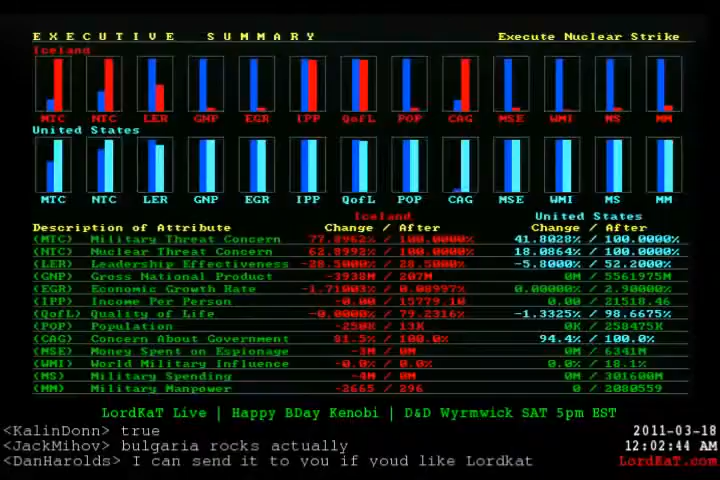 EXECUTIVE SUMMARY Execute Nuclear Strike
Iceland
MTC NTC LER GNP EGR IPP QofL POP CAG MSE WMI MS MM
United States
MTC NTC LER GNP EGR IPP QofL POP CAG MSE WMI MS MM
Iceland United States
Description of Attribute Change / After Change / After
(MTC) Military Threat Concern 77.8962% / 100.0000% 41.8028% / 100.0000%
(NTC) Nuclear Threat Concern 62.8992% / 100.0000% 18.0864% / 100.0000%
(LER) Leadership Effectiveness -28.5000% / 28.5000% -5.8000% / 52.2000%
(GNP) Gross National Product -3938M / 207M 0M / 5561975M
(EGR) Economic Growth Rate -1.71003% / 0.08997% 0.00000% / 2.90000%
(IPP) Income Per Person -0.00 / 15779.10 0.00 / 21518.46
(QofL) Quality of Life -0.0000% / 79.2316% -1.3325% / 98.6675%
(POP) Population -250K / 13K 0K / 258475K
(CAG) Concern About Government 81.5% / 100.0% 94.4% / 100.0%
(MSE) Money Spent on Espionage -3M / 0M 0 / 6341M
(WMI) World Military Influence -0.0% / 0.0% 0.0% / 18.1%
(MS) Military Spending -4M / 0M 0 / 301600M
(MM) Military Manpower -2665 / 296 0 / 2080559
LordKaT Live | Happy BDay Kenobi | D&D Wyrmwick SAT 5pm EST
<KalinDonn> true 2011-03-18
<JackMihov> bulgaria rocks actually 12:02:44 AM
<DanHarolds> I can send it to you if youd like Lordkat LordKaT.com